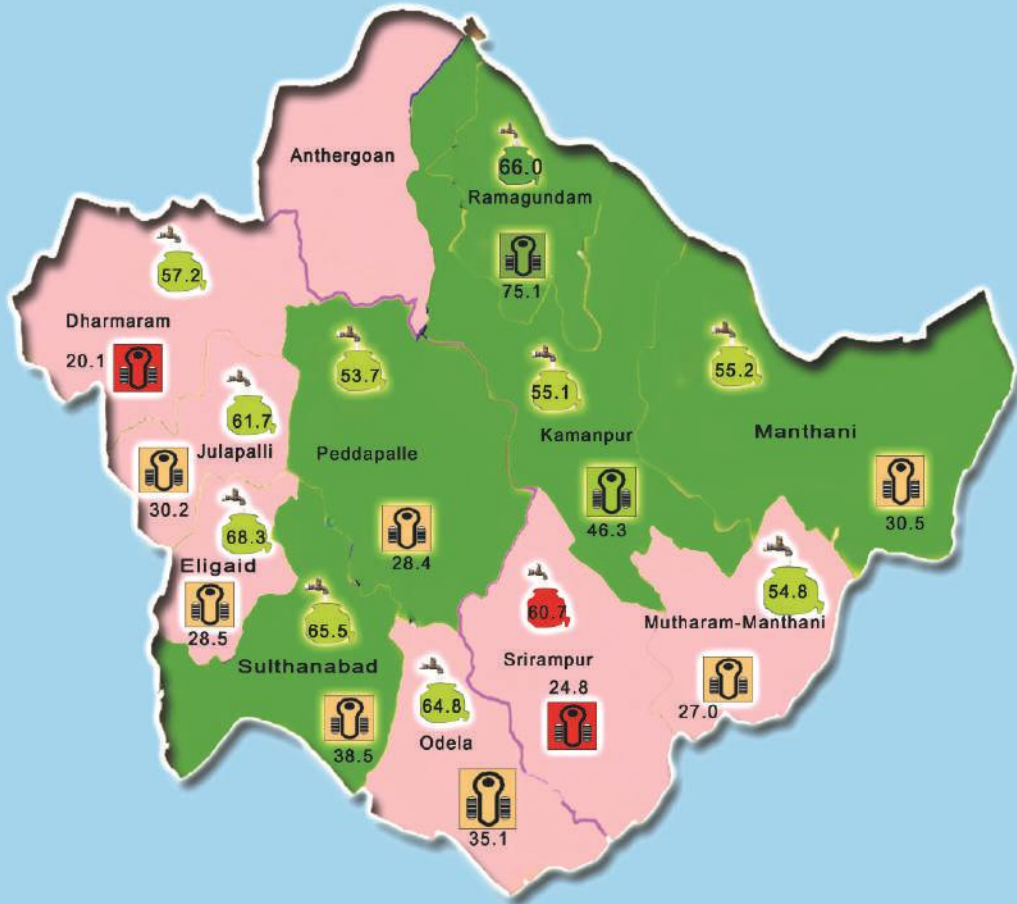 Anthergoan
66.0
Ramagundam
75.1
57.2
Dharmaram
20.1
53.7
55.1
55.2
61.7
Julapalli
Peddapalle
Kamanpur
Manthani
30.2
46.3
30.5
68.3
Eligaid
28.5
28.4
65.5
Sulthanabad
38.5
60.7
Srirampur
24.8
54.8
Mutharam-Manthani
27.0
64.8
Odela
35.1